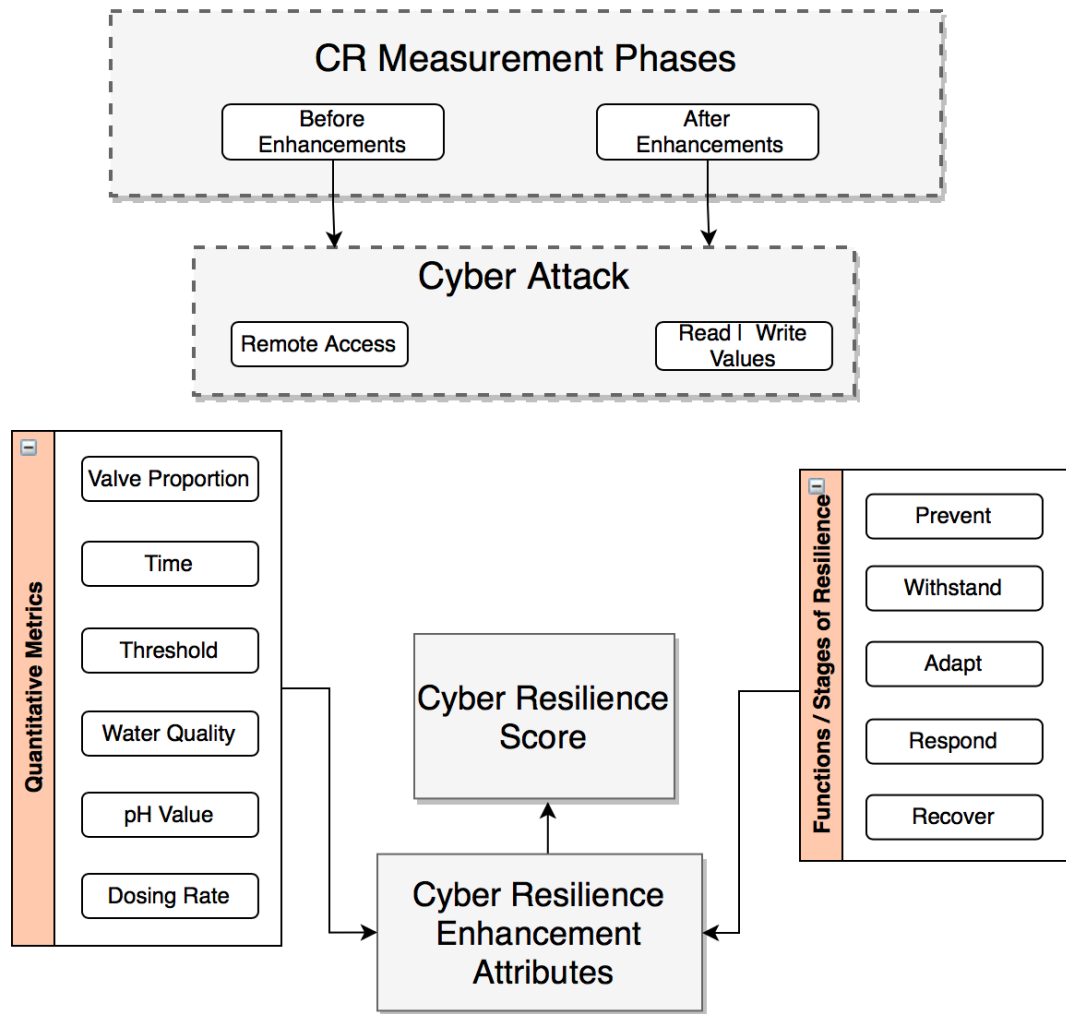 CR Measurement Phases
Before
Enhancements
After
Enhancements
Cyber Attack
Remote Access
Read | Write
Values
Quantitative Metrics
Valve Proportion
Time
Threshold
Water Quality
pH Value
Dosing Rate
Cyber Resilience
Score
Cyber Resilience
Enhancement
Attributes
Functions / Stages of Resilience
Prevent
Withstand
Adapt
Respond
Recover